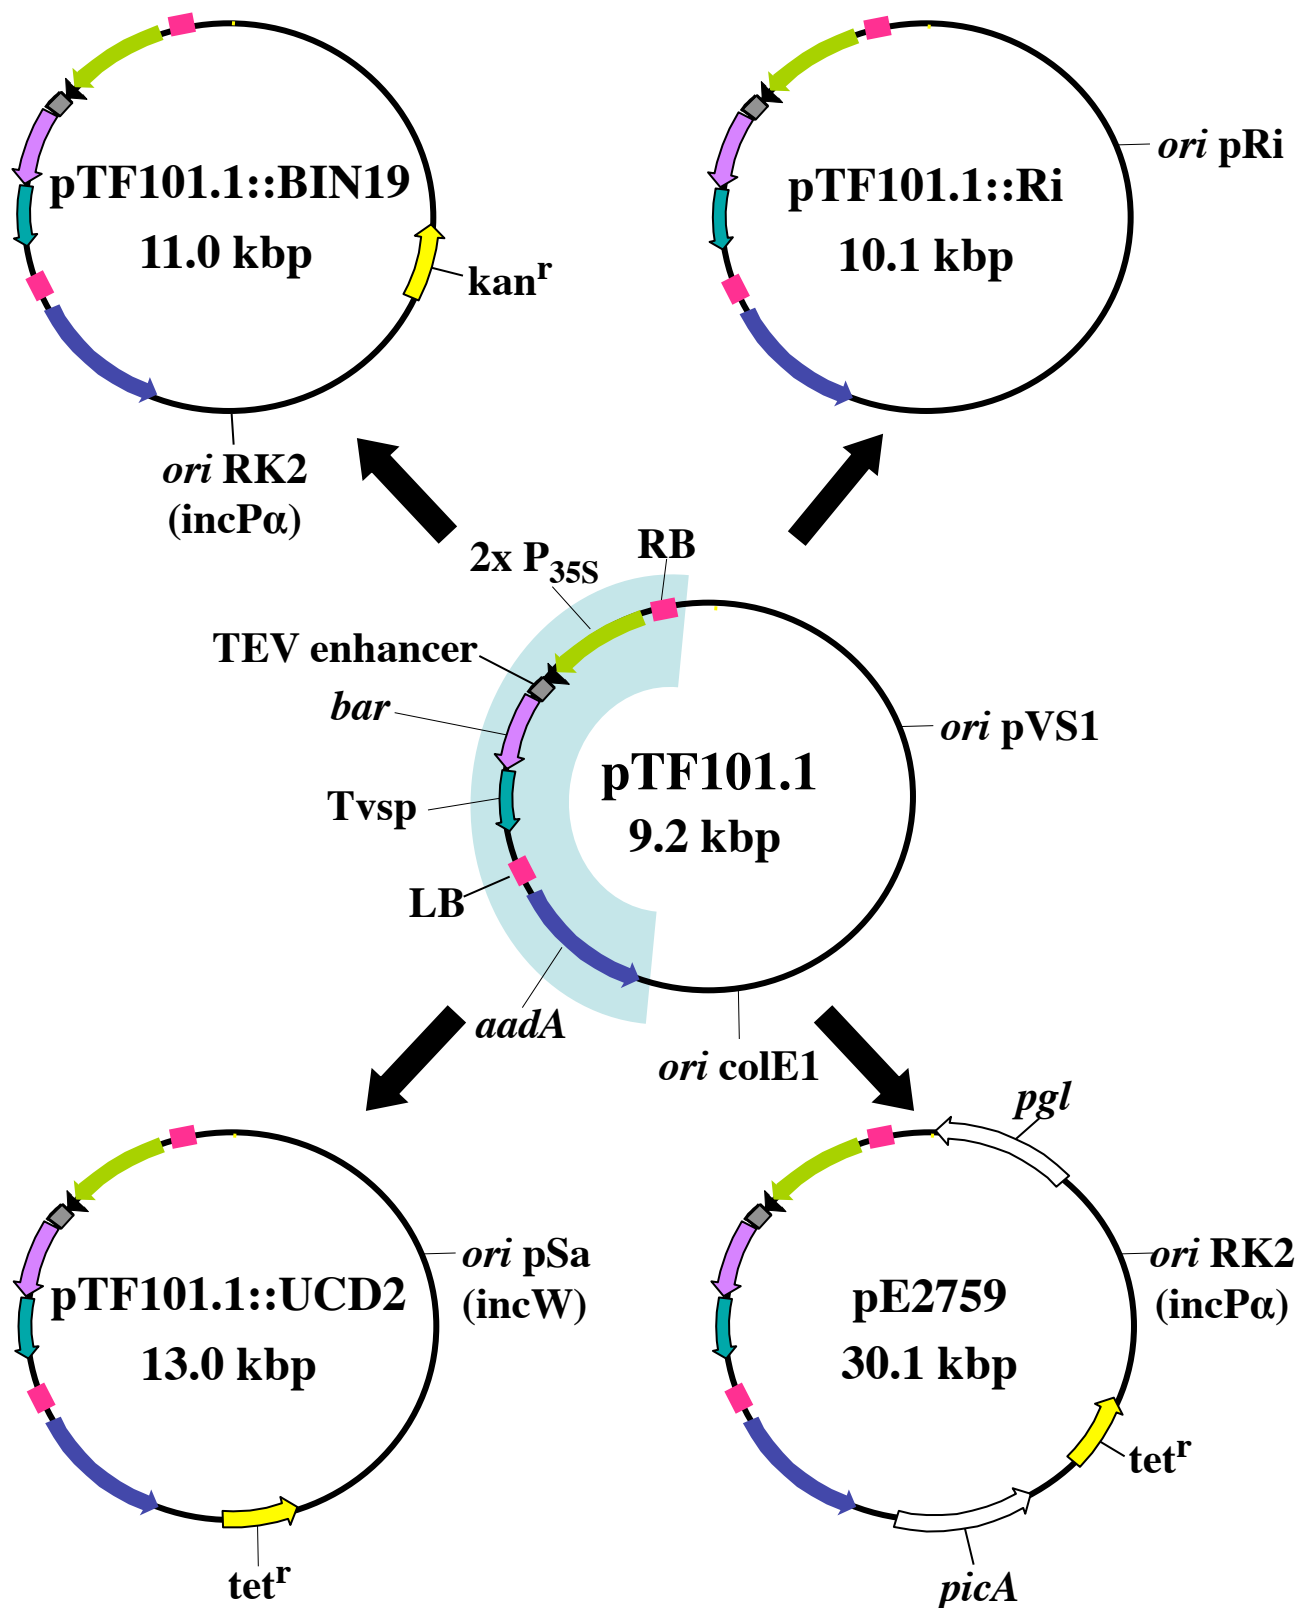 pTF101.1::BIN19
11.0 kbp
kanʳ
ori RK2
(incPα)
pTF101.1::Ri
10.1 kbp
ori pRi
2x P₃₅S
RB
TEV enhancer
bar
Tvsp
LB
aadA
pTF101.1
9.2 kbp
ori pVS1
ori colE1
pTF101.1::UCD2
13.0 kbp
ori pSa
(incW)
tetʳ
pgl
pE2759
30.1 kbp
ori RK2
(incPα)
tetʳ
picA